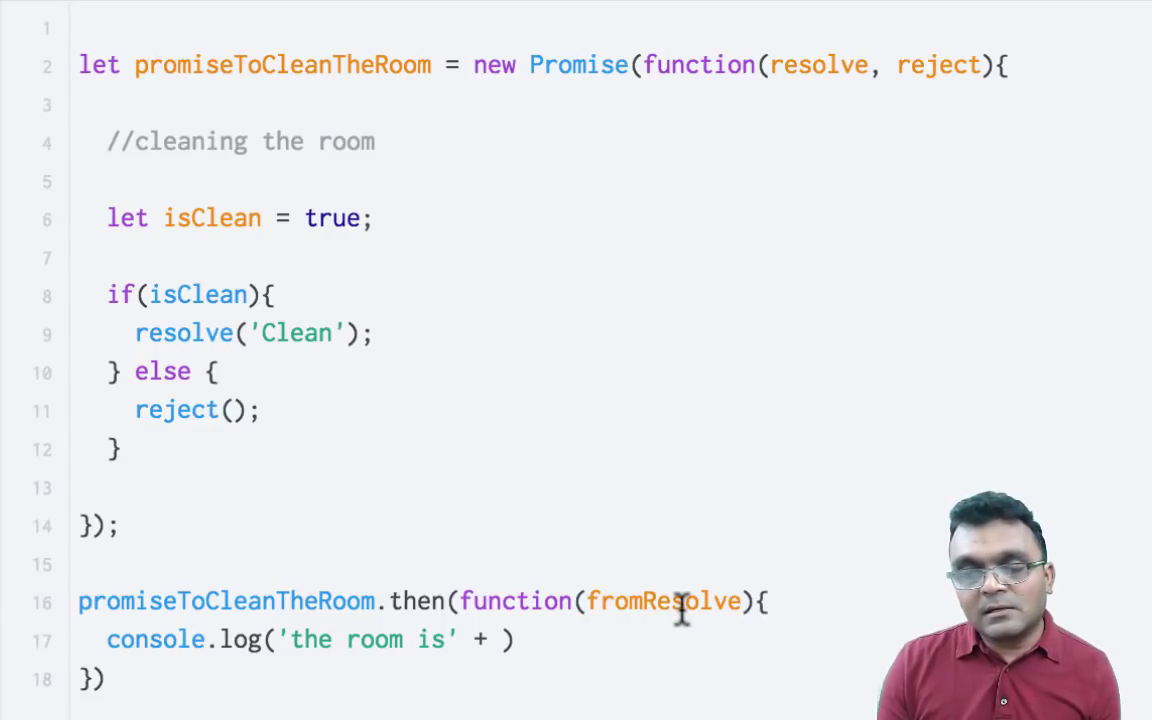 1
2 let promiseToCleanTheRoom = new Promise(function(resolve, reject){
3
4   //cleaning the room
5
6   let isClean = true;
7
8   if(isClean){
9     resolve('Clean');
10   } else {
11     reject();
12   }
13
14 });
15
16 promiseToCleanTheRoom.then(function(fromResolve){
17   console.log('the room is' + )
18 })